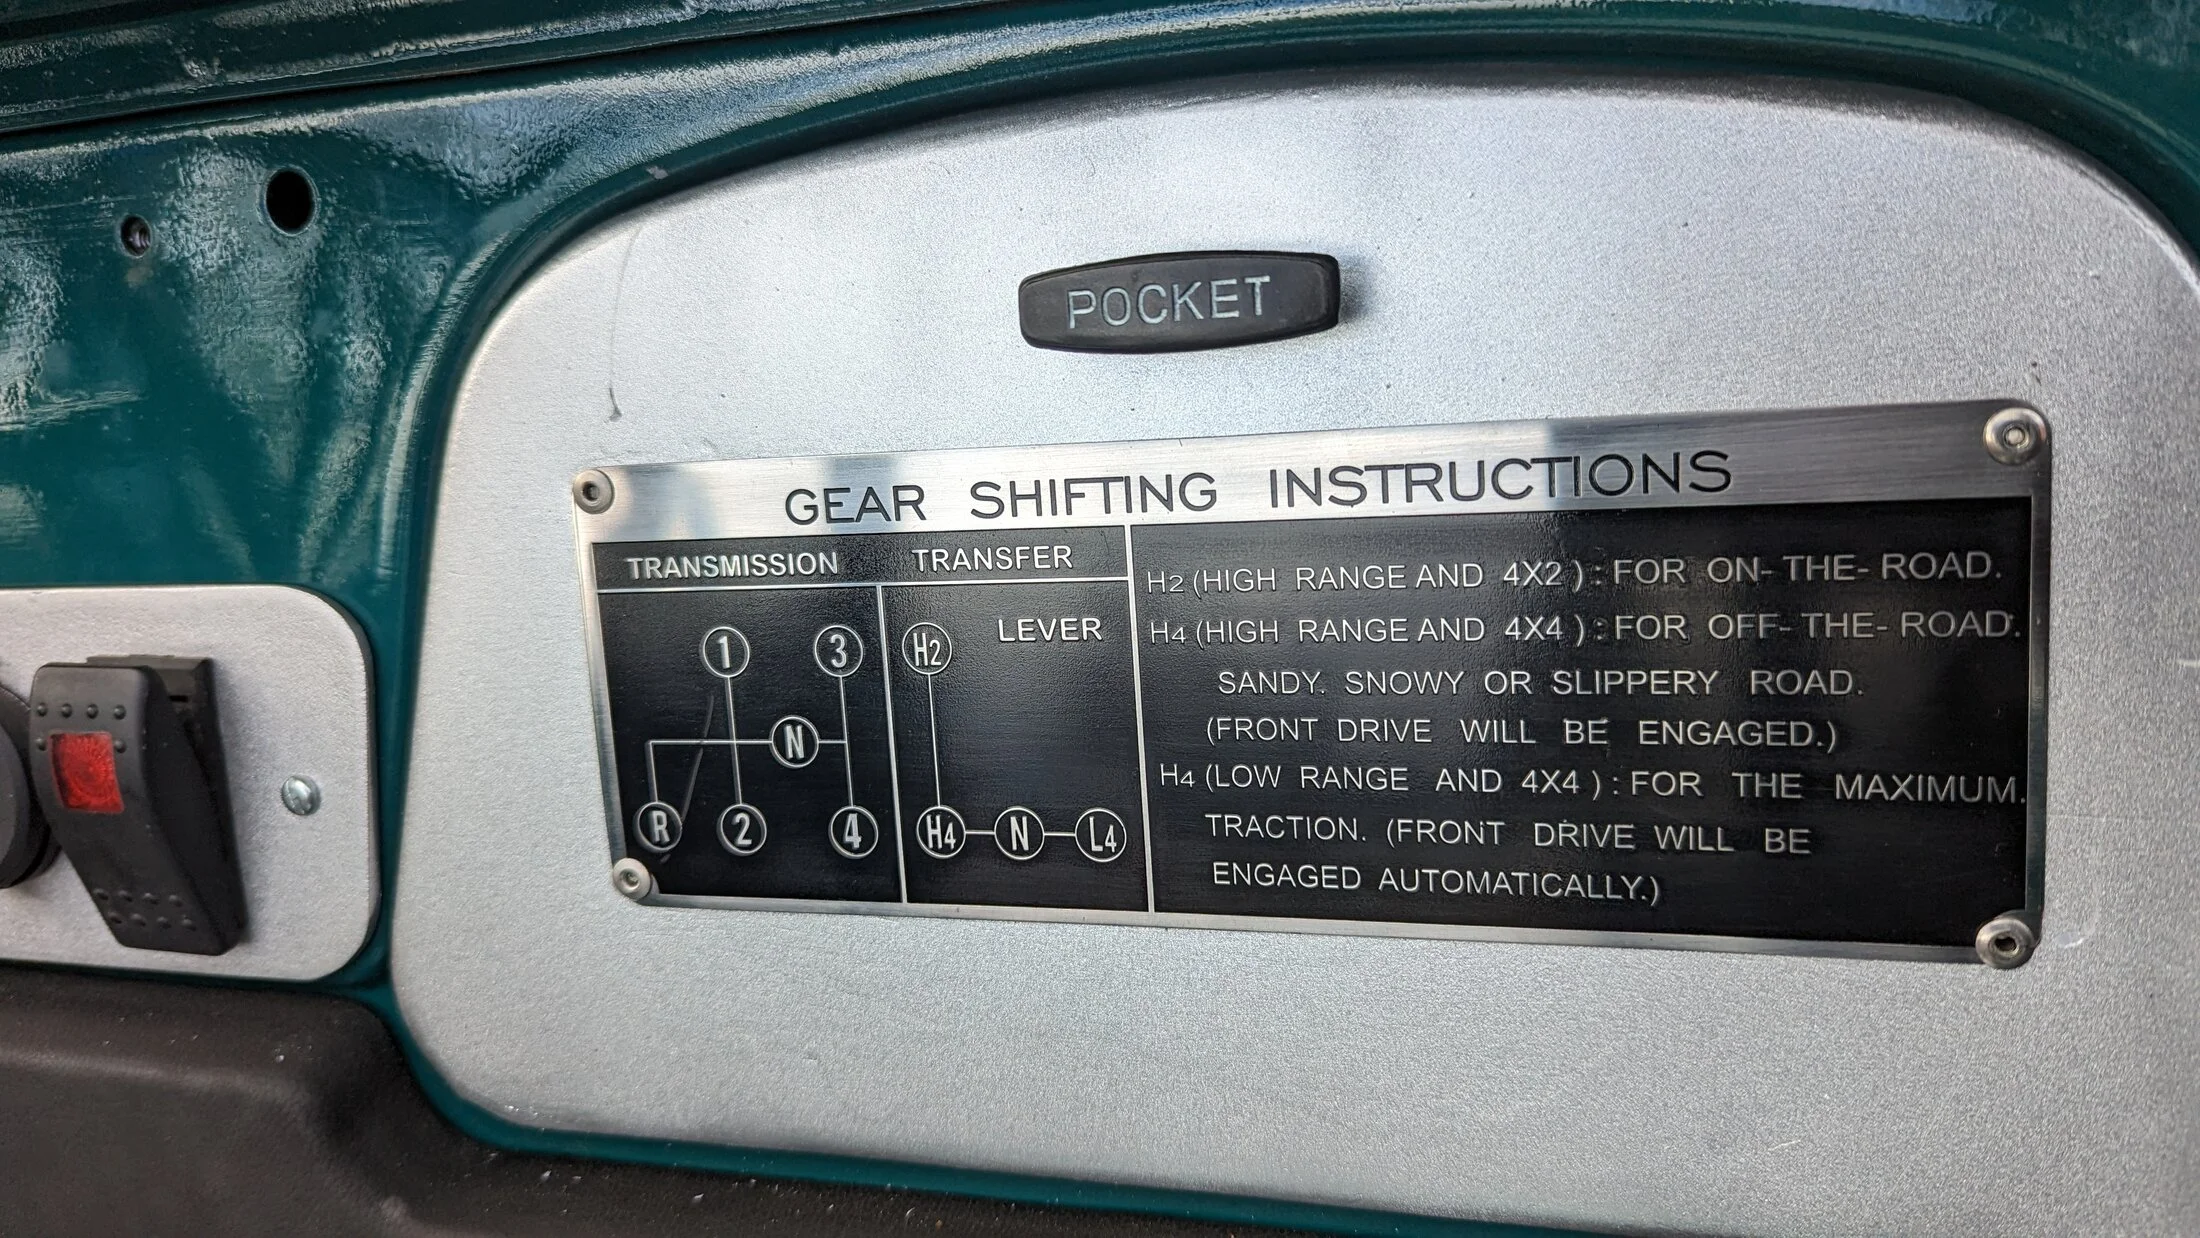 POCKET
GEAR SHIFTING INSTRUCTIONS
TRANSMISSION TRANSFER
LEVER
1 3 H2
N
R 2 4 H4 N L4
H2 (HIGH RANGE AND 4X2) : FOR ON-THE-ROAD.
H4 (HIGH RANGE AND 4X4) : FOR OFF-THE-ROAD.
SANDY. SNOWY OR SLIPPERY ROAD.
(FRONT DRIVE WILL BE ENGAGED.)
H4 (LOW RANGE AND 4X4) : FOR THE MAXIMUM.
TRACTION. (FRONT DRIVE WILL BE
ENGAGED AUTOMATICALLY.)